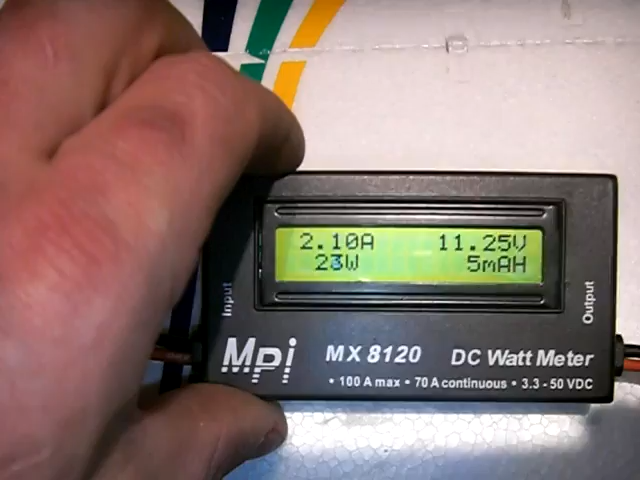 2.10A 11.25V
23W 5mAH
Input
Output
Mpi MX 8120 DC Watt Meter
• 100 A max • 70 A continuous • 3.3 - 50 VDC